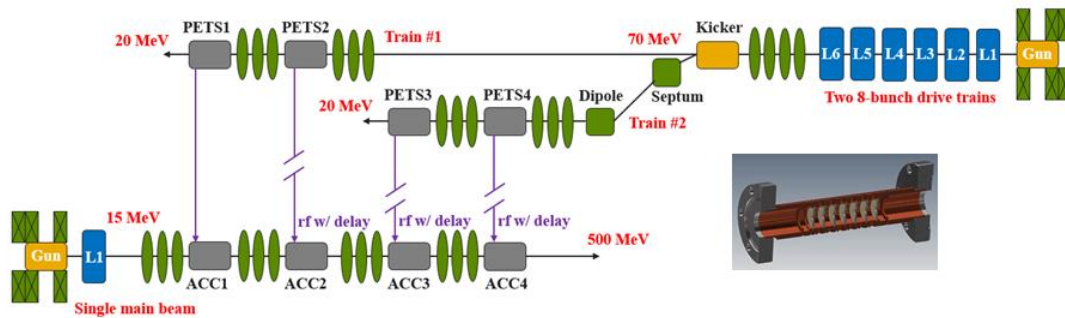 PETS1
PETS2
Kicker
20 MeV
Train #1
70 MeV
L6
L5
L4
L3
L2
L1
Gun
PETS3
PETS4
Dipole
Septum
Two 8-bunch drive trains
20 MeV
Train #2
15 MeV
rf w/ delay
rf w/ delay
rf w/ delay
500 MeV
Gun
L1
ACC1
ACC2
ACC3
ACC4
Single main beam